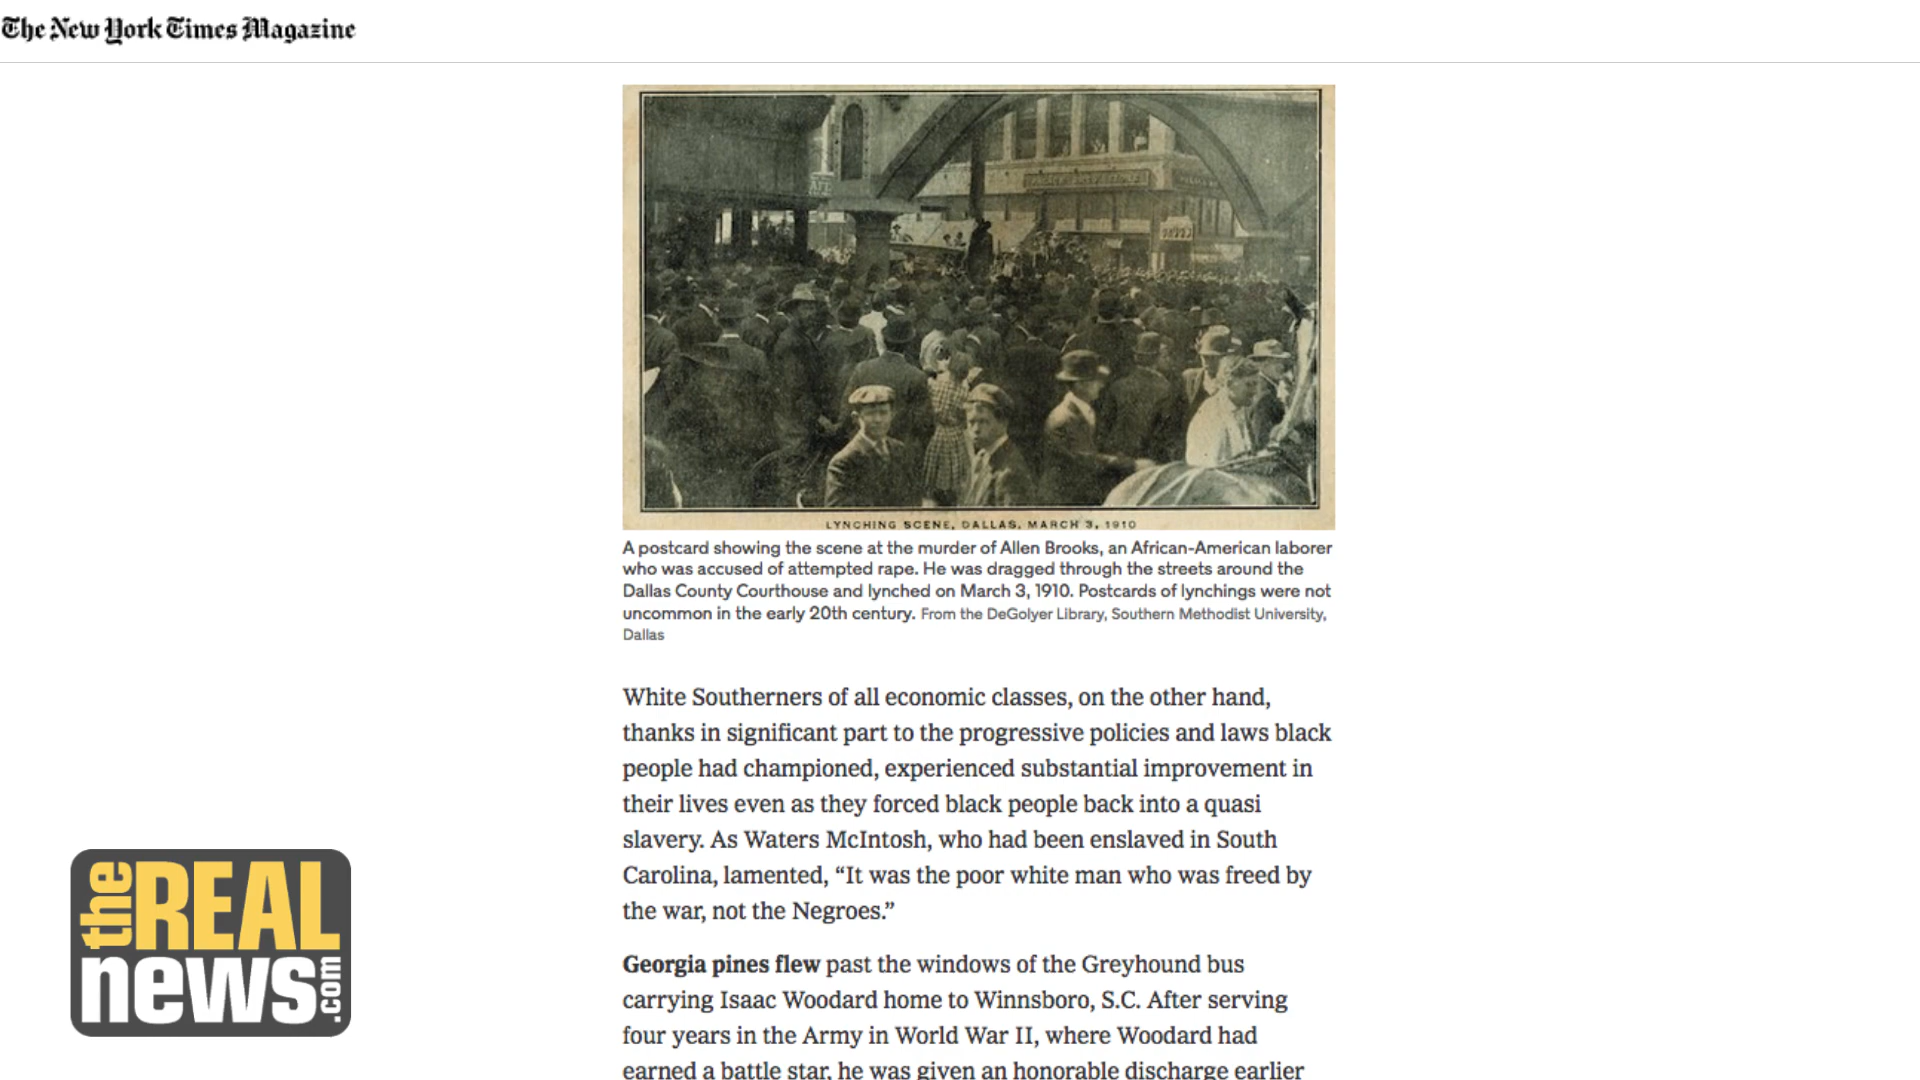 The New York Times Magazine
LYNCHING SCENE, DALLAS, MARCH 3, 1910
A postcard showing the scene at the murder of Allen Brooks, an African-American laborer
who was accused of attempted rape. He was dragged through the streets around the
Dallas County Courthouse and lynched on March 3, 1910. Postcards of lynchings were not
uncommon in the early 20th century. From the DeGolyer Library, Southern Methodist University,
Dallas
White Southerners of all economic classes, on the other hand,
thanks in significant part to the progressive policies and laws black
people had championed, experienced substantial improvement in
their lives even as they forced black people back into a quasi
slavery. As Waters McIntosh, who had been enslaved in South
Carolina, lamented, “It was the poor white man who was freed by
the war, not the Negroes.”
Georgia pines flew past the windows of the Greyhound bus
carrying Isaac Woodard home to Winnsboro, S.C. After serving
four years in the Army in World War II, where Woodard had
earned a battle star, he was given an honorable discharge earlier
the REAL
news.com